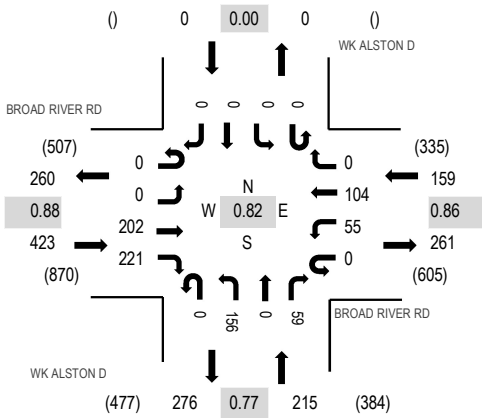 () 0 0.00 0 ()
WK ALSTON D
0 0 0 0
BROAD RIVER RD
(507) 0 0 (335)
260 159
0 N 104
0.88 W 0.82 E 0.86
202 55
423 S 261
221 0
(870) (605)
0 156 0 59
BROAD RIVER RD
WK ALSTON D
(477) 276 0.77 215 (384)